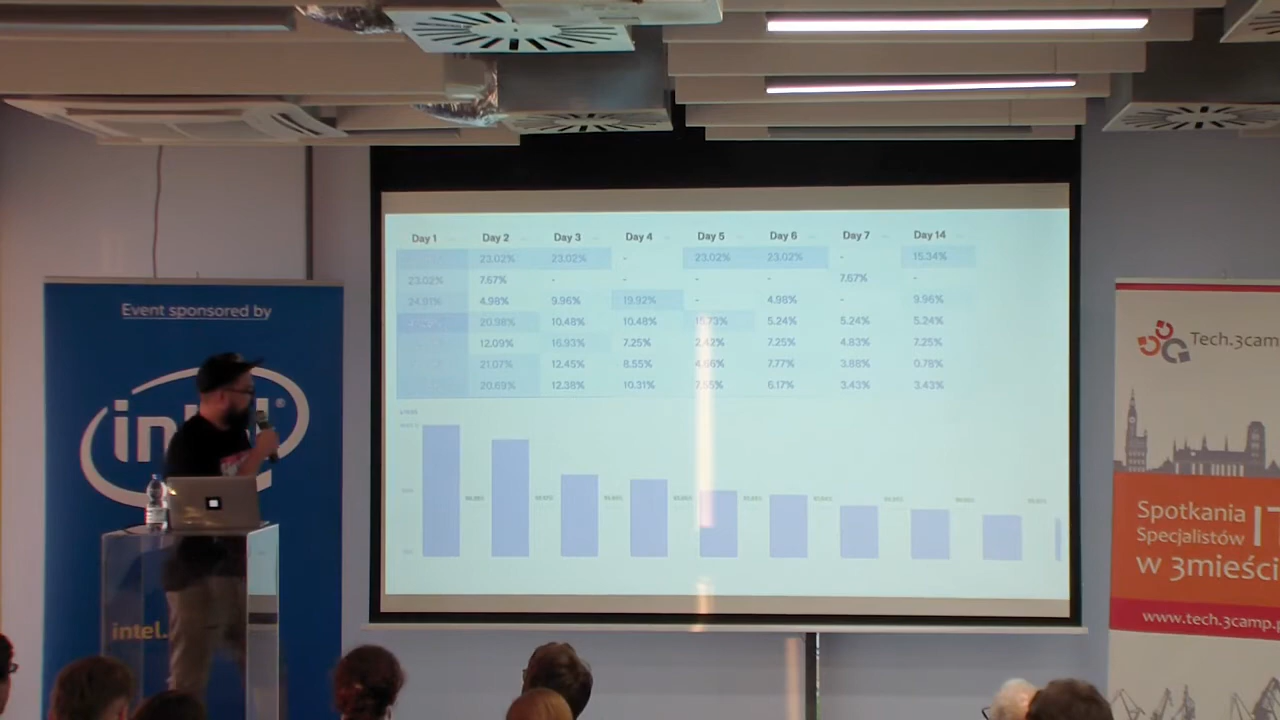 Event sponsored by
intel
®
intel.
Day 1 Day 2 Day 3 Day 4 Day 5 Day 6 Day 7 Day 14
23.02% 23.02% - 23.02% 23.02% - 15.34%
23.02% 7.67% - - - - 7.67%
24.91% 4.98% 9.96% 19.92% - 4.98% - 9.96%
20.98% 10.48% 10.48% 15.73% 5.24% 5.24% 5.24%
12.09% 16.93% 7.25% 2.42% 7.25% 4.83% 7.25%
21.07% 12.45% 8.55% 4.66% 7.77% 3.88% 0.78%
20.69% 12.38% 10.31% 7.55% 6.17% 3.43% 3.43%
Tech.3cam
Spotkania
Specjalistów
w 3mieści
www.tech.3camp.p